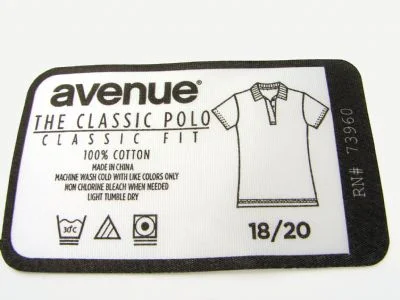 avenue®
THE CLASSIC POLO
CLASSIC FIT
100% COTTON
MADE IN CHINA
MACHINE WASH COLD WITH LIKE COLORS ONLY
NON CHLORINE BLEACH WHEN NEEDED
LIGHT TUMBLE DRY
30°C
18/20
RN# 73960